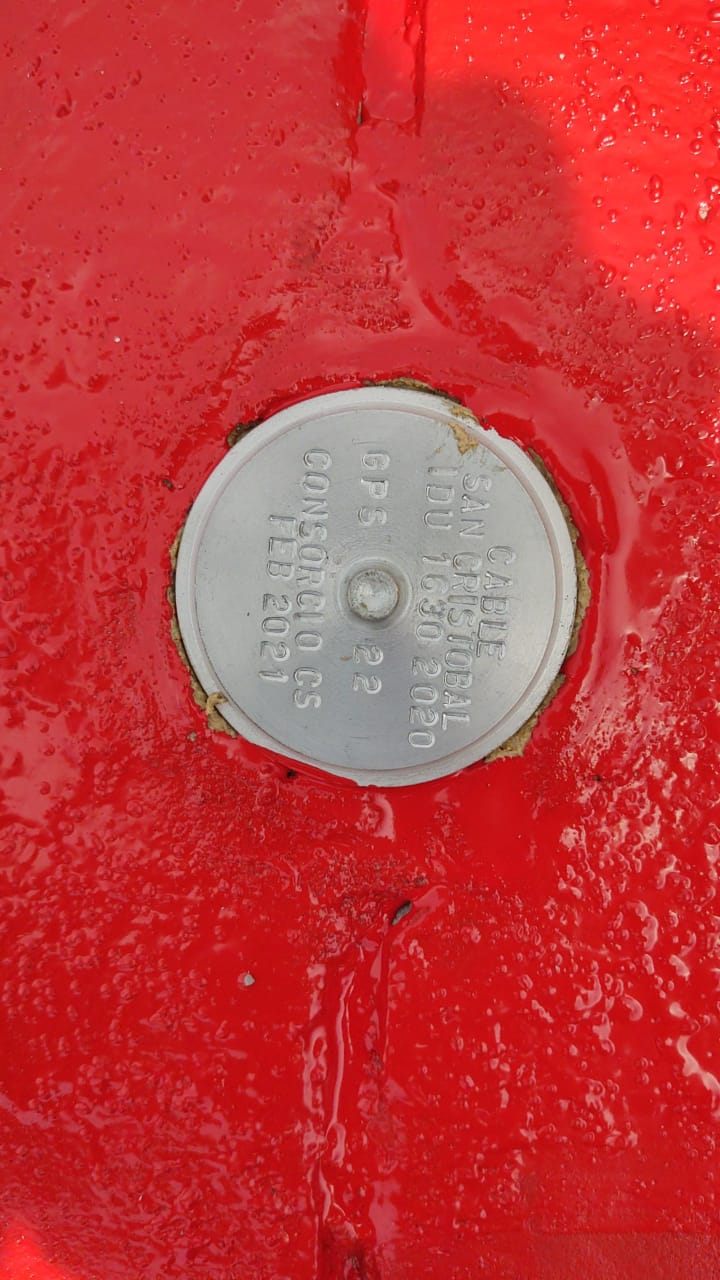 CABLE
SAN CRISTOBAL
IDU 1630 2020
GPS 22
CONSORCIO CS
FEB 2021